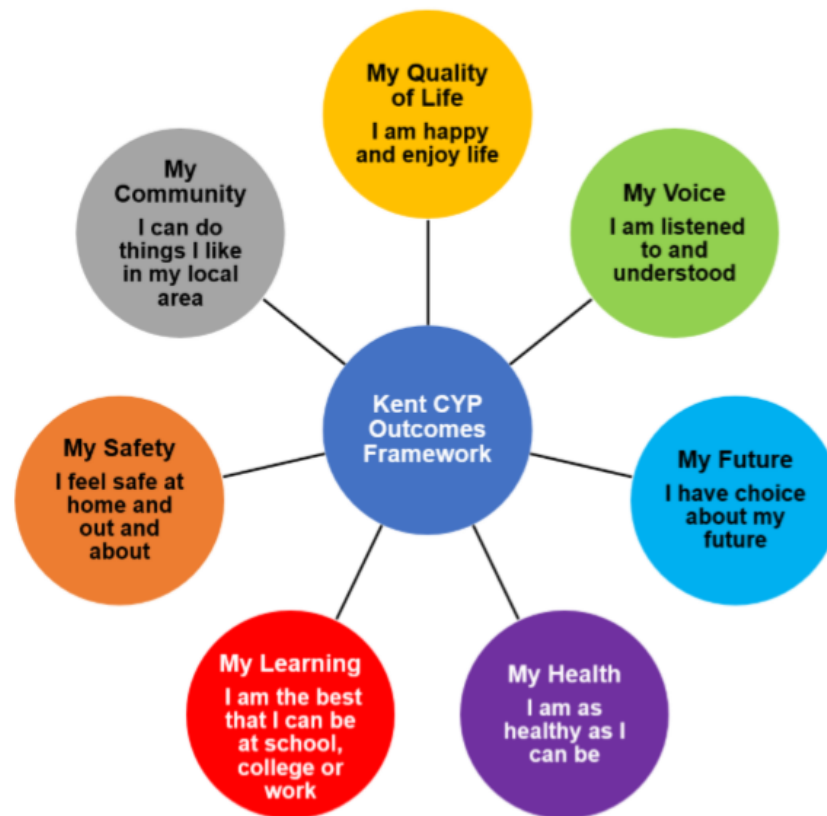 My Quality
of Life
I am happy
and enjoy life
My Voice
I am listened
to and
understood
My Future
I have choice
about my
future
My Health
I am as
healthy as I
can be
My Learning
I am the best
that I can be
at school,
college or
work
My Safety
I feel safe at
home and
out and
about
My
Community
I can do
things I like
in my local
area
Kent CYP
Outcomes
Framework